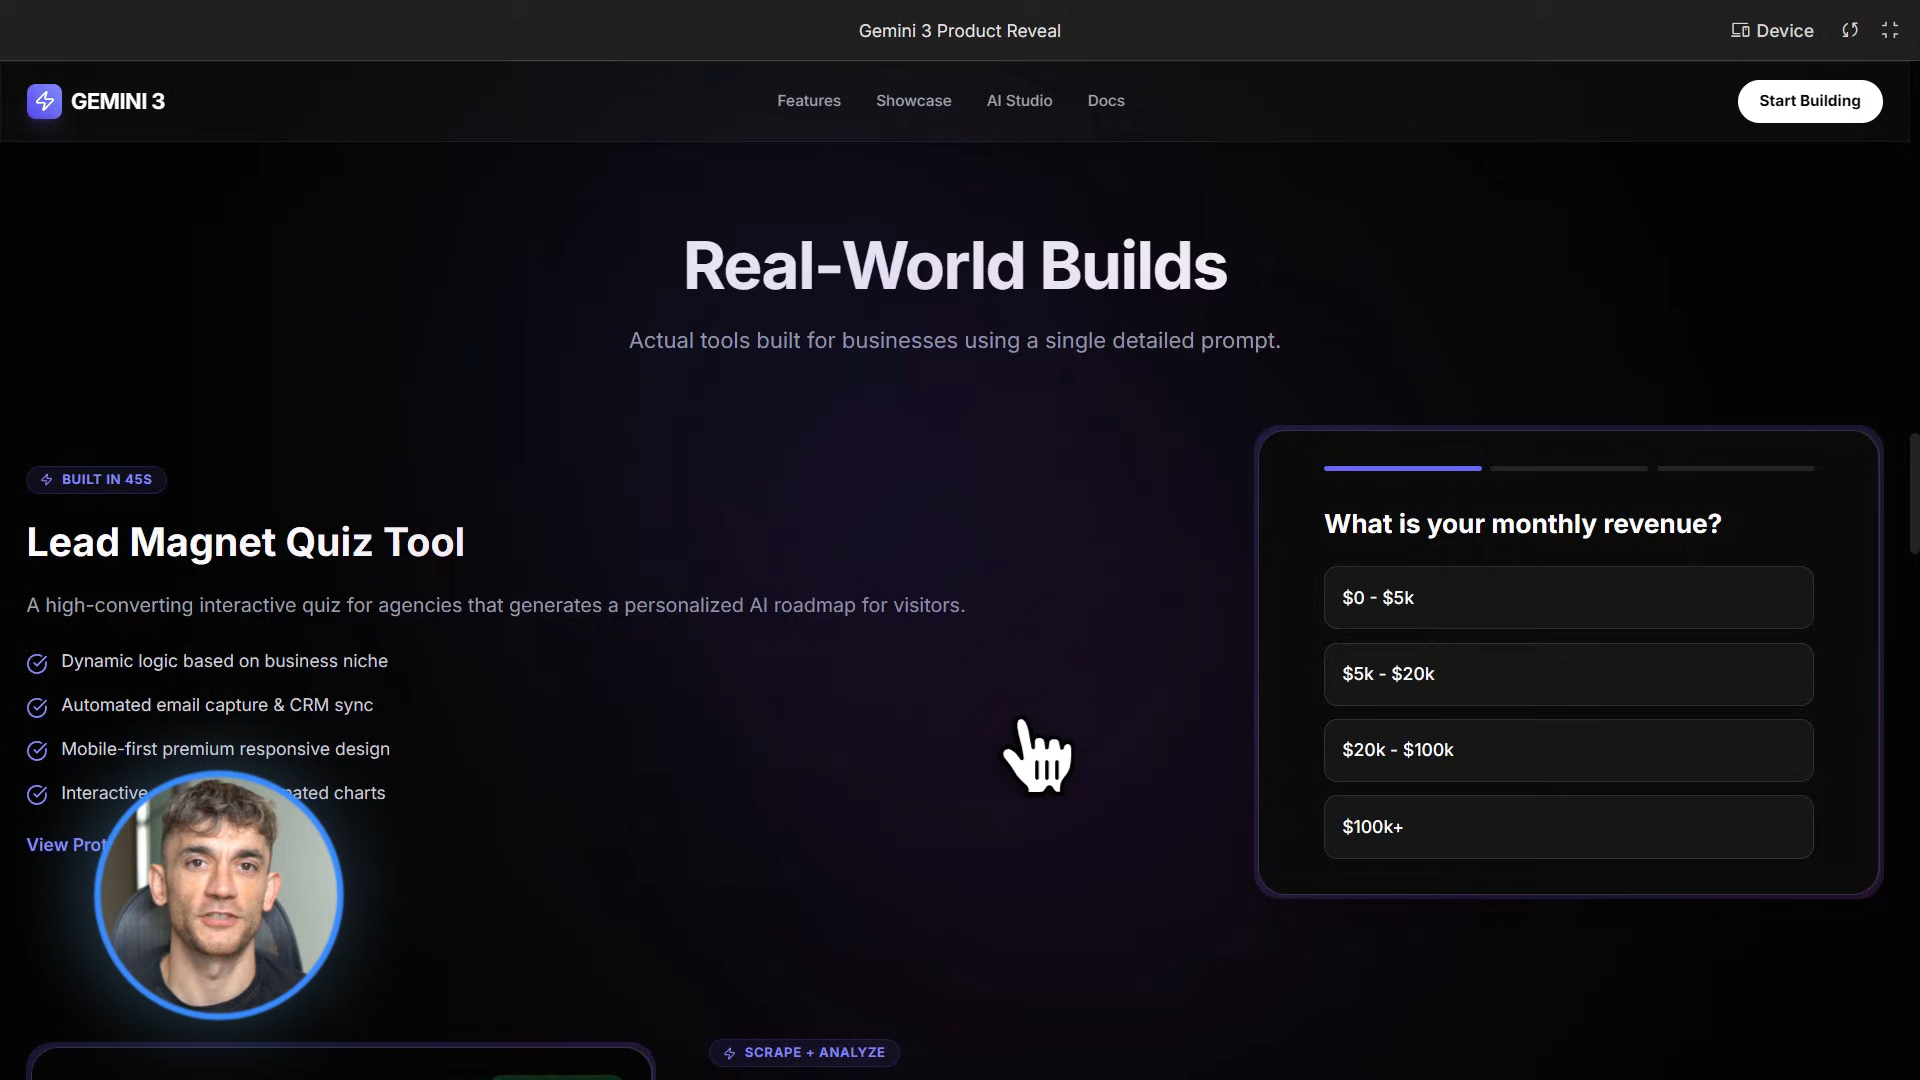 Gemini 3 Product Reveal
Device
GEMINI 3
Features
Showcase
AI Studio
Docs
Start Building
Real-World Builds
Actual tools built for businesses using a single detailed prompt.
BUILT IN 45S
Lead Magnet Quiz Tool
A high-converting interactive quiz for agencies that generates a personalized AI roadmap for visitors.
Dynamic logic based on business niche
Automated email capture & CRM sync
Mobile-first premium responsive design
Interactive charts
View
What is your monthly revenue?
$0 - $5k
$5k - $20k
$20k - $100k
$100k+
SCRAPE + ANALYZE